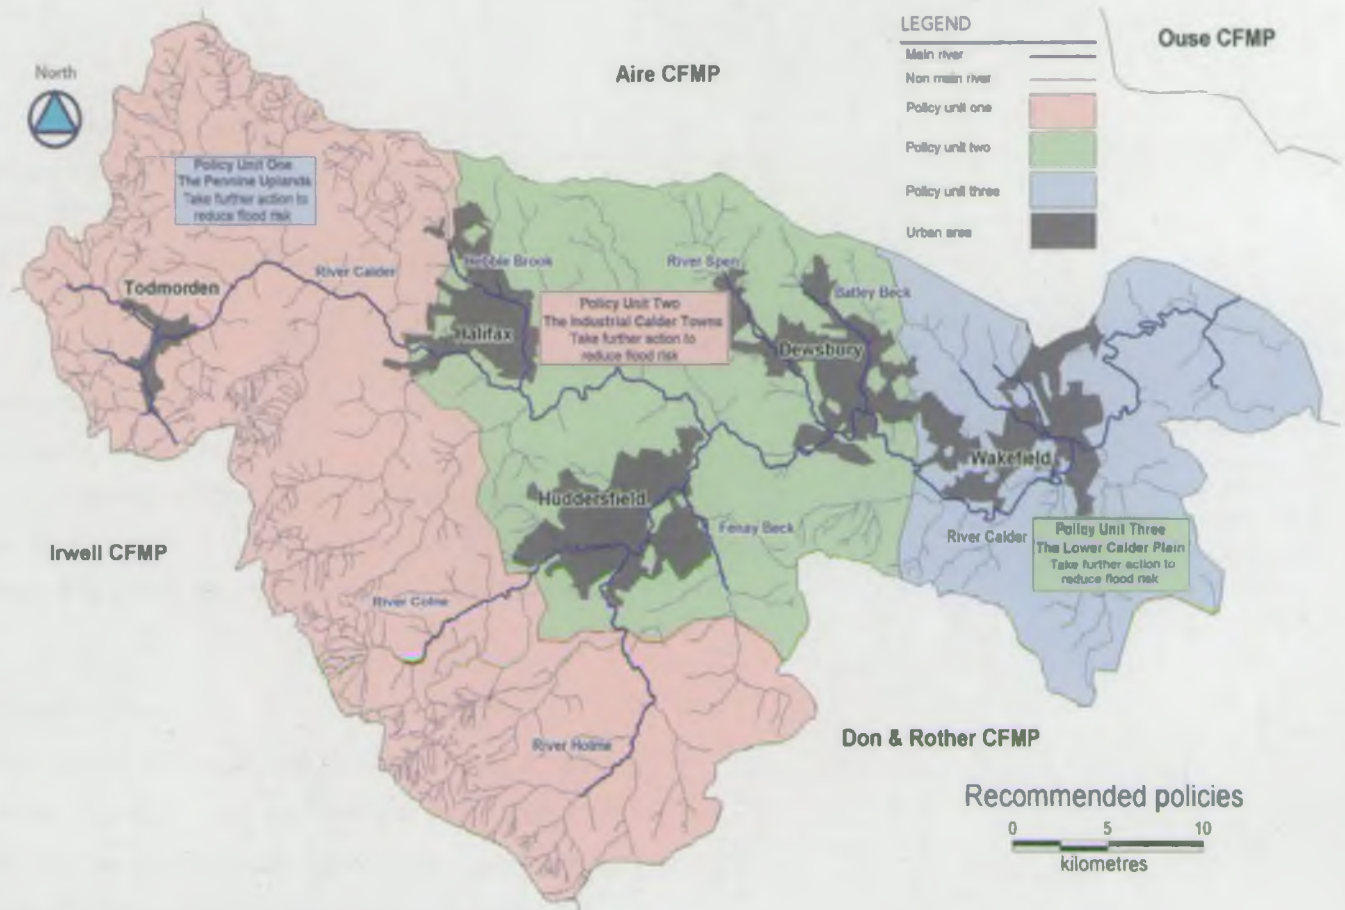 LEGEND
Main river
Non main river
Policy unit one
Policy unit two
Policy unit three
Urban area
Ouse CFMP
Aire CFMP
North
Policy Unit One
The Pennine Uplands
Take further action to
reduce flood risk
Todmorden
River Calder
Hebble Brook
Halifax
River Spen
Batley Beck
Policy Unit Two
The Industrial Calder Towns
Take further action to
reduce flood risk
Dewsbury
Wakefield
Huddersfield
Fenay Beck
River Calder
Policy Unit Three
The Lower Calder Plain
Take further action to
reduce flood risk
Irwell CFMP
River Colne
River Holme
Don & Rother CFMP
Recommended policies
0 5 10
kilometres